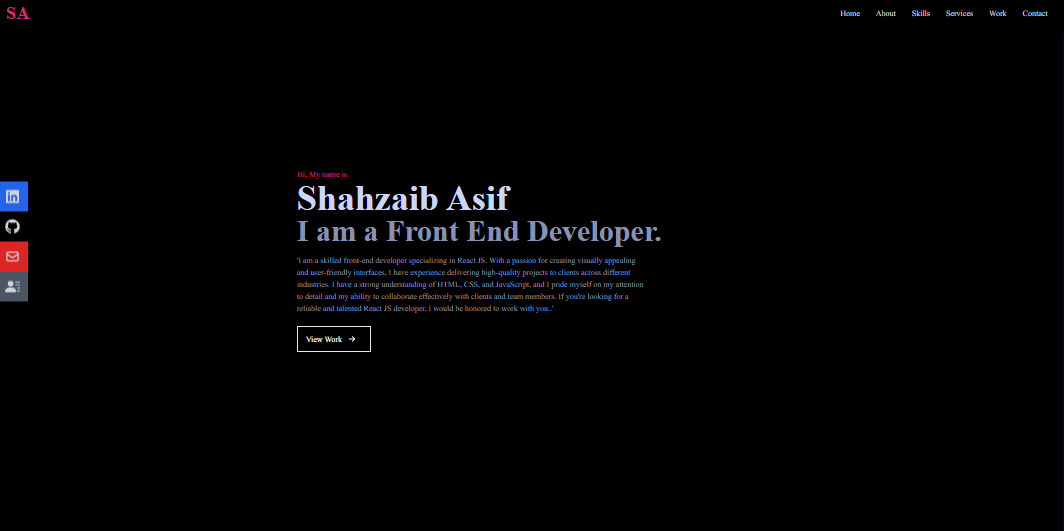 SA
Home About Skills Services Work Contact
Hi, My name is
Shahzaib Asif
I am a Front End Developer.
'I am a skilled front-end developer specializing in React JS. With a passion for creating visually appealing
and user-friendly interfaces, I have experience delivering high-quality projects to clients across different
industries. I have a strong understanding of HTML, CSS, and JavaScript, and I pride myself on my attention
to detail and my ability to collaborate effectively with clients and team members. If you're looking for a
reliable and talented React JS developer, I would be honored to work with you..'
in
View Work